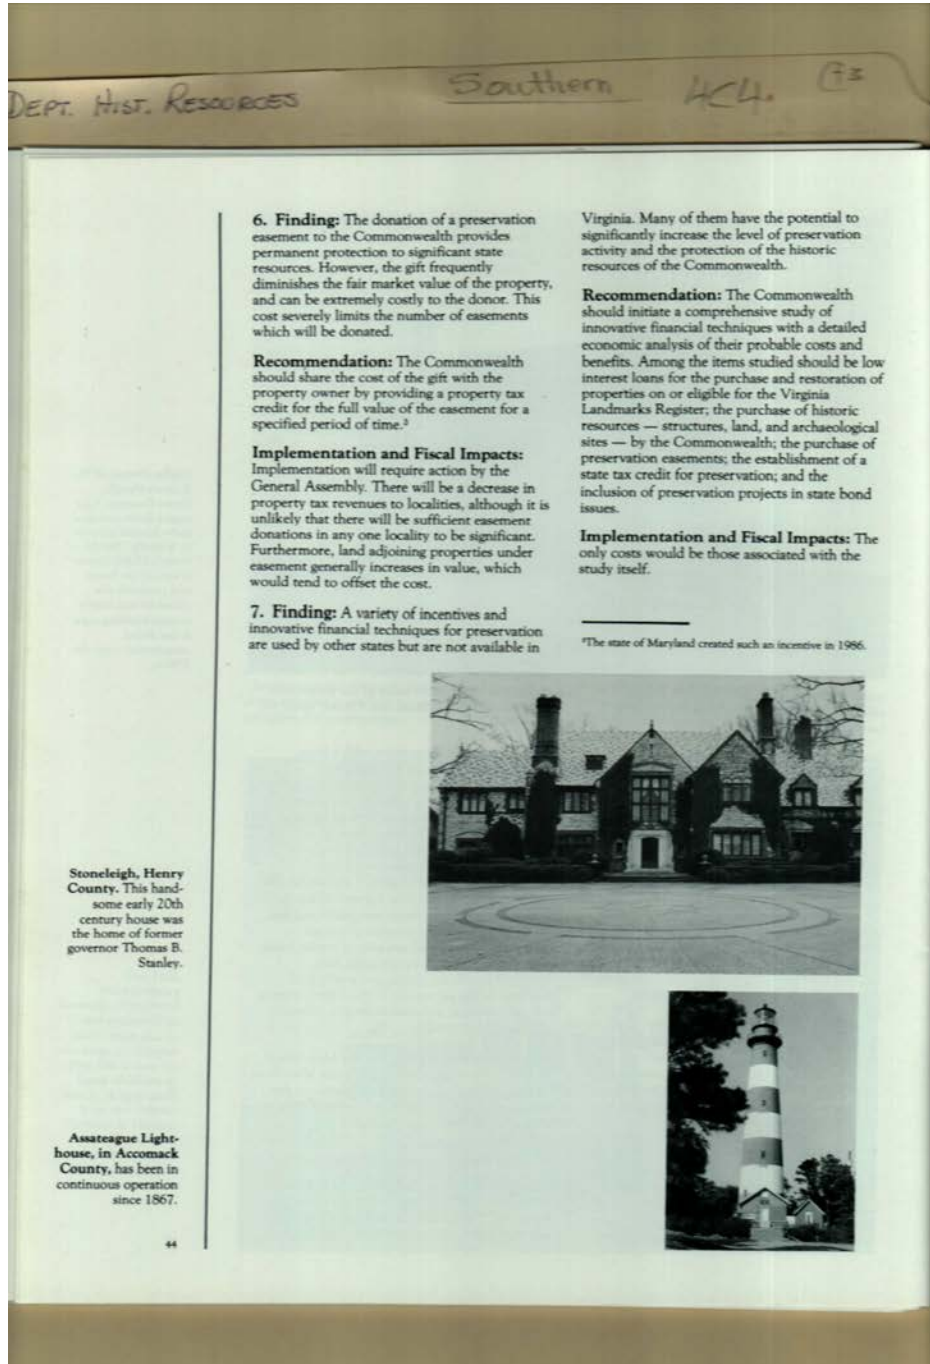 DEPT. HIST. RESOURCES
Southern
6. Finding: The donation of a preservation
easement to the Commonwealth provides
permanent protection to significant state
resources. However, the gift frequently
diminishes the fair market value of the property,
and can be extremely costly to the donor. This
cost severely limits the number of easements
which will be donated.
Recommendation: The Commonwealth
should share the cost of the gift with the
property owner by providing a property tax
credit for the full value of the easement for a
specified period of time.³
Implementation and Fiscal Impacts:
Implementation will require action by the
General Assembly. There will be a decrease in
property tax revenues to localities, although it is
unlikely that there will be sufficient easement
donations in any one locality to be significant.
Furthermore, land adjoining properties under
easement generally increases in value, which
would tend to offset the cost.
7. Finding: A variety of incentives and
innovative financial techniques for preservation
are used by other states but are not available in
Virginia. Many of them have the potential to
significantly increase the level of preservation
activity and the protection of the historic
resources of the Commonwealth.
Recommendation: The Commonwealth
should initiate a comprehensive study of
innovative financial techniques with a detailed
economic analysis of their probable costs and
benefits. Among the items studied should be low
interest loans for the purchase and restoration of
properties on or eligible for the Virginia
Landmarks Register; the purchase of historic
resources — structures, land, and archaeological
sites — by the Commonwealth; the purchase of
preservation easements; the establishment of a
state tax credit for preservation; and the
inclusion of preservation projects in state bond
issues.
Implementation and Fiscal Impacts: The
only costs would be those associated with the
study itself.
³The state of Maryland created such an incentive in 1986.
Stoneleigh, Henry
County. This hand-
some early 20th
century house was
the home of former
governor Thomas B.
Stanley.
Assateague Light-
house, in Accomack
County, has been in
continuous operation
since 1867.
44